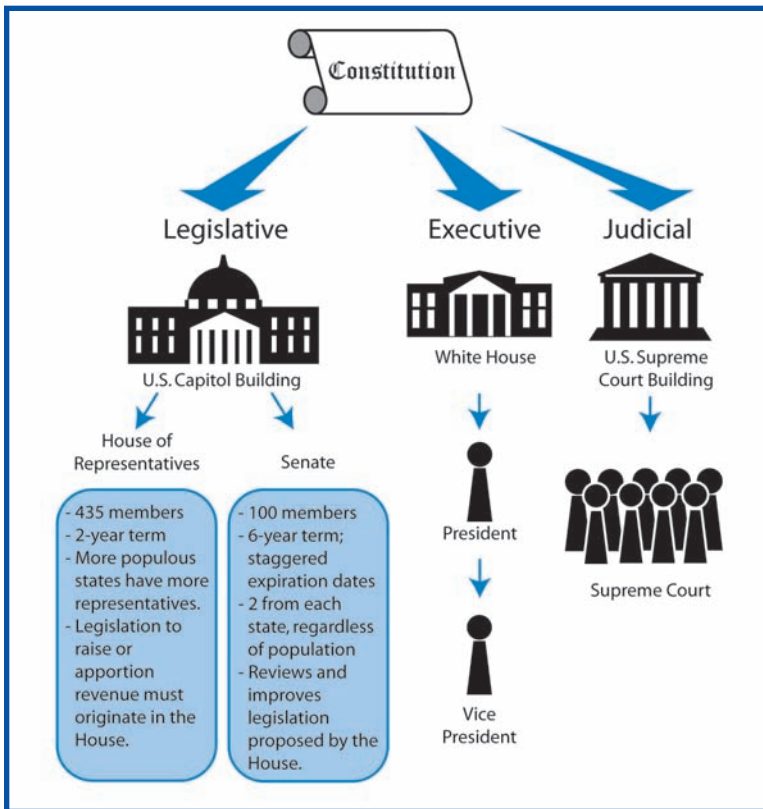 Constitution
Legislative
Executive
Judicial
U.S. Capitol Building
White House
U.S. Supreme
Court Building
House of
Representatives
Senate
- 435 members
- 2-year term
- More populous
states have more
representatives.
- Legislation to
raise or
apportion
revenue must
originate in the
House.
- 100 members
- 6-year term;
staggered
expiration dates
- 2 from each
state, regardless
of population
- Reviews and
improves
legislation
proposed by the
House.
President
Vice
President
Supreme Court